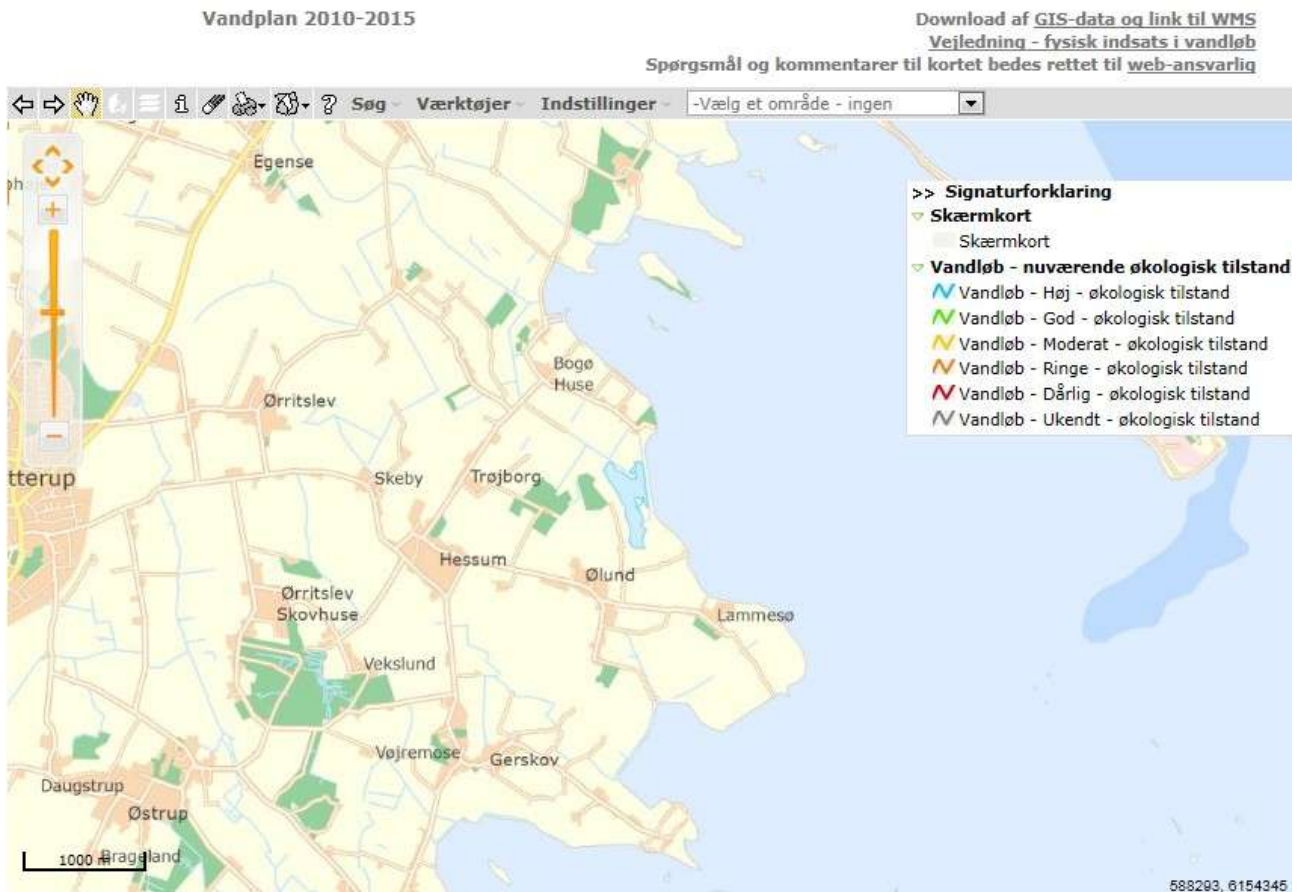 Vandplan 2010-2015
Download af GIS-data og link til WMS
Vejledning - fysisk indsats i vandløb
Spørgsmål og kommentarer til kortet bedes rettet til web-ansvarlig
? Søg Værktøjer Indstillinger -Vælg et område - ingen
Egense
>> Signaturforklaring
Skærmkort
Skærmkort
Vandløb - nuværende økologisk tilstand
Vandløb - Høj - økologisk tilstand
Vandløb - God - økologisk tilstand
Vandløb - Moderat - økologisk tilstand
Vandløb - Ringe - økologisk tilstand
Vandløb - Dårlig - økologisk tilstand
Vandløb - Ukendt - økologisk tilstand
Bogø
Huse
Ørritslev
tterup
Skeby
Trøjborg
Hessum
Ølund
Ørritslev
Skovhuse
Lammesø
Vekslund
Vøjremose
Gerskov
Daugstrup
Østrup
1000 m
Brageland
588293, 6154345